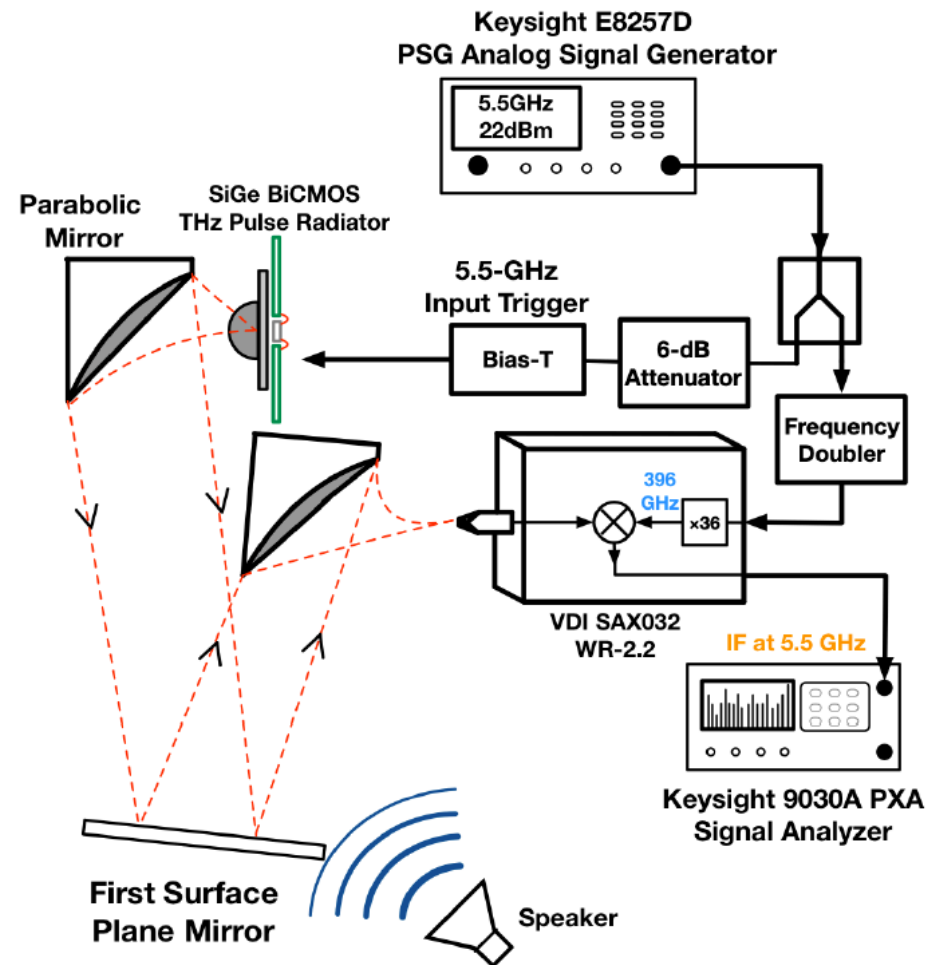 Keysight E8257D
PSG Analog Signal Generator
5.5GHz
22dBm
SiGe BiCMOS
THz Pulse Radiator
Parabolic
Mirror
5.5-GHz
Input Trigger
Bias-T
6-dB
Attenuator
Frequency
Doubler
396
GHz
×36
VDI SAX032
WR-2.2
IF at 5.5 GHz
Keysight 9030A PXA
Signal Analyzer
First Surface
Plane Mirror
Speaker